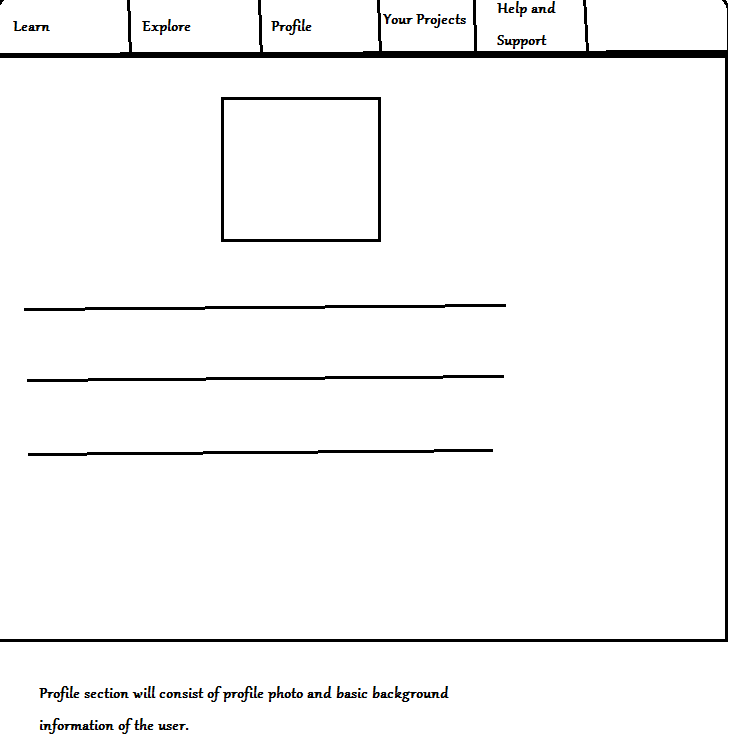 Learn
Explore
Profile
Your Projects
Help and
Support
Profile section will consist of profile photo and basic background
information of the user.